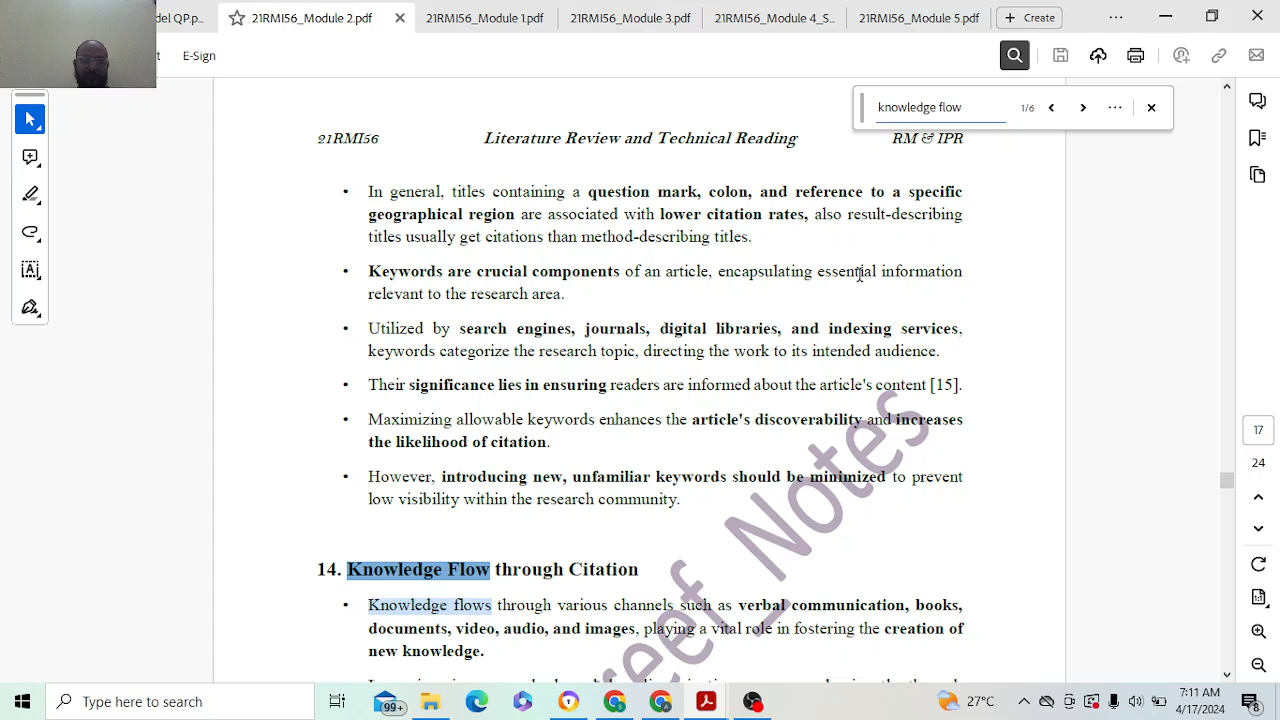 del QP.p...
21RMI56_Module 2.pdf
21RMI56_Module 1.pdf
21RMI56_Module 3.pdf
21RMI56_Module 4_S...
21RMI56_Module 5.pdf
Create
t E-Sign
knowledge flow 1/6
21RMI56 Literature Review and Technical Reading RM & IPR
• In general, titles containing a question mark, colon, and reference to a specific
geographical region are associated with lower citation rates, also result-describing
titles usually get citations than method-describing titles.
• Keywords are crucial components of an article, encapsulating essential information
relevant to the research area.
• Utilized by search engines, journals, digital libraries, and indexing services,
keywords categorize the research topic, directing the work to its intended audience.
• Their significance lies in ensuring readers are informed about the article's content [15].
• Maximizing allowable keywords enhances the article's discoverability and increases
the likelihood of citation.
• However, introducing new, unfamiliar keywords should be minimized to prevent
low visibility within the research community.
14. Knowledge Flow through Citation
• Knowledge flows through various channels such as verbal communication, books,
documents, video, audio, and images, playing a vital role in fostering the creation of
new knowledge.
reef_Notes
17
24
Type here to search
99+
27°C
7:11 AM
4/17/2024
8